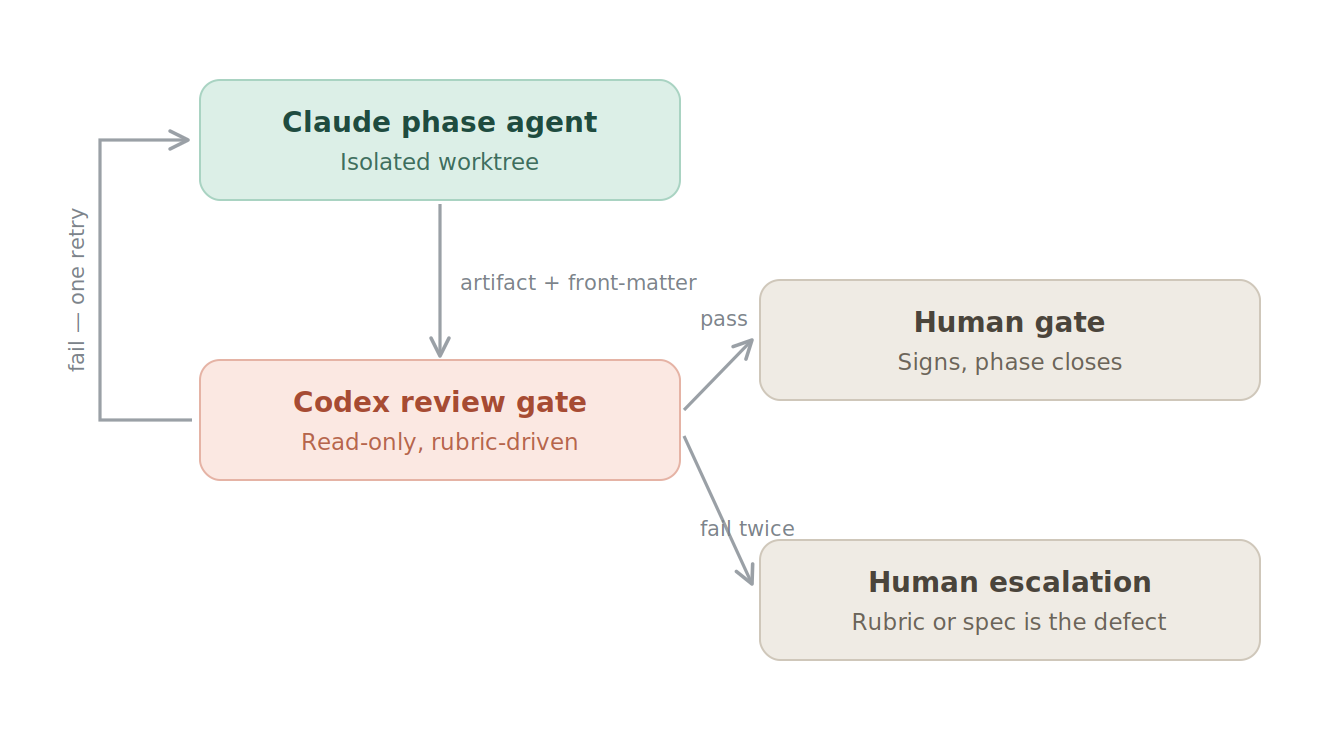 Claude phase agent
Isolated worktree
fail — one retry
artifact + front-matter
pass
Human gate
Signs, phase closes
Codex review gate
Read-only, rubric-driven
fail twice
Human escalation
Rubric or spec is the defect